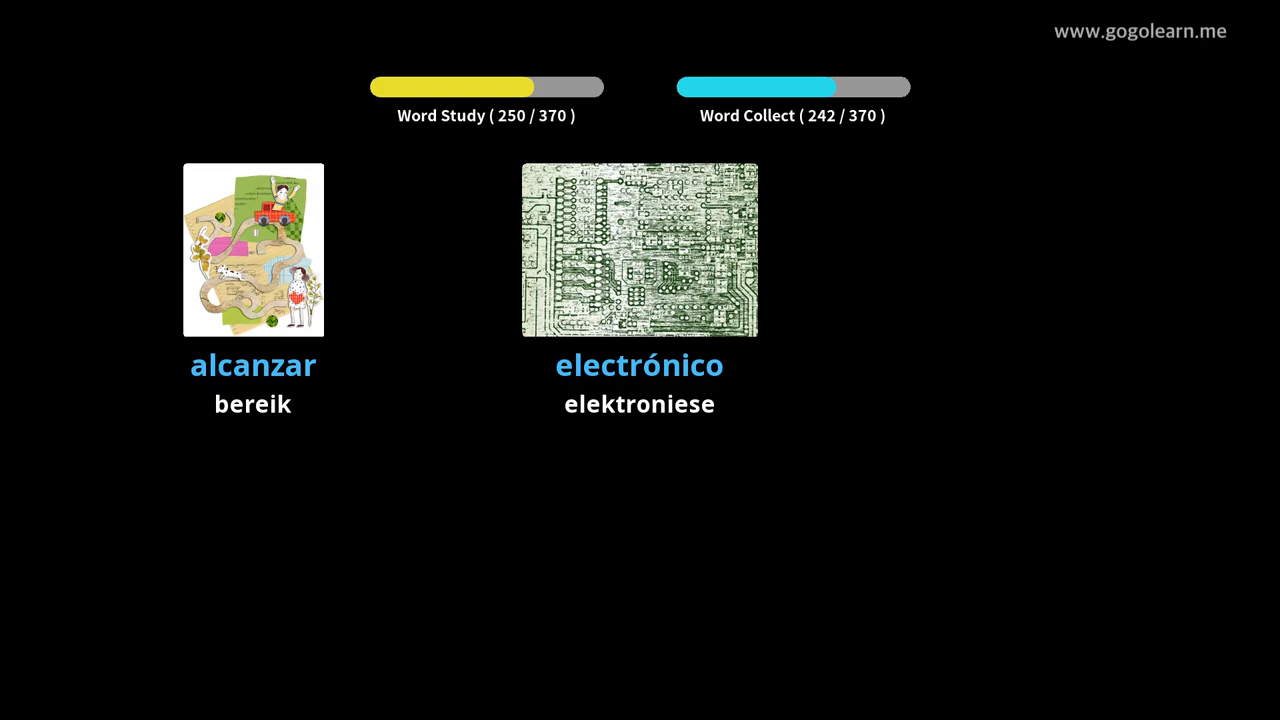 www.gogolearn.me
Word Study ( 250 / 370 )
Word Collect ( 242 / 370 )
alcanzar
bereik
electrónico
elektroniese